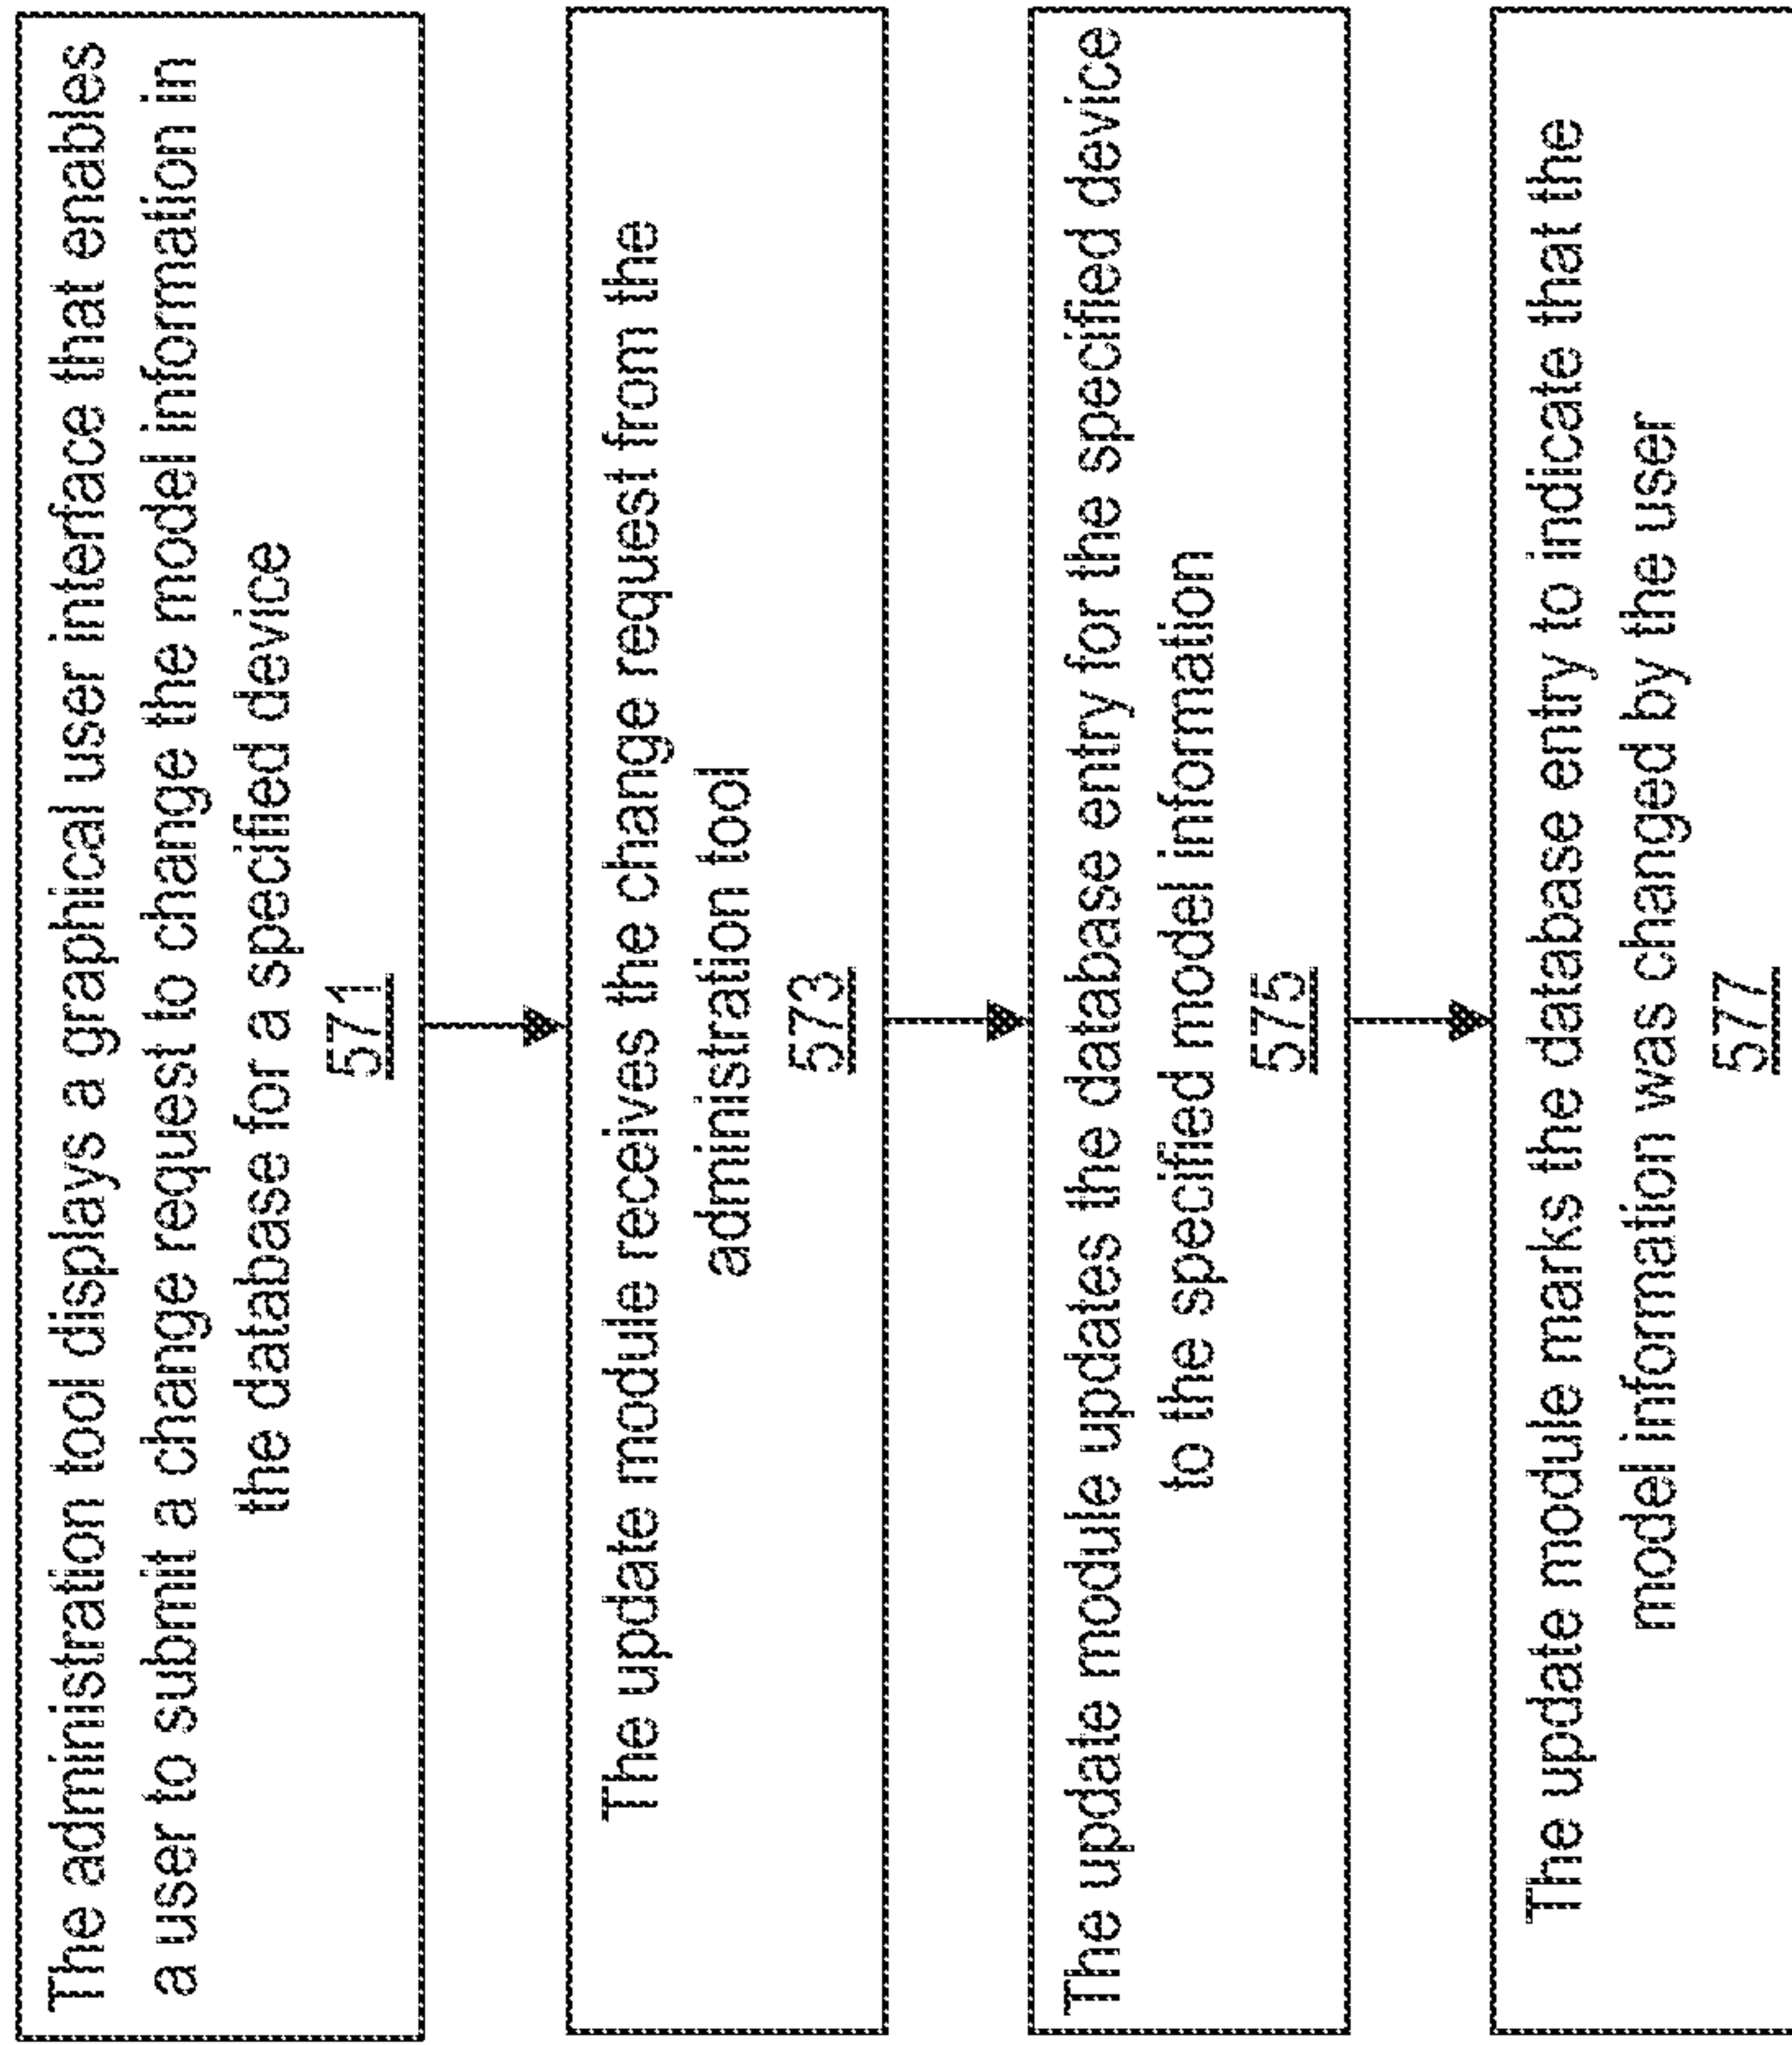 The administration tool displays a graphical user interface that enables
a user to submit a change request to change the model information in
the database for a specified device
571
The update module receives the change request from the
administration tool
573
The update module updates the database entry for the specified device
to the specified model information
575
The update module marks the database entry to indicate that the
model information was changed by the user
577